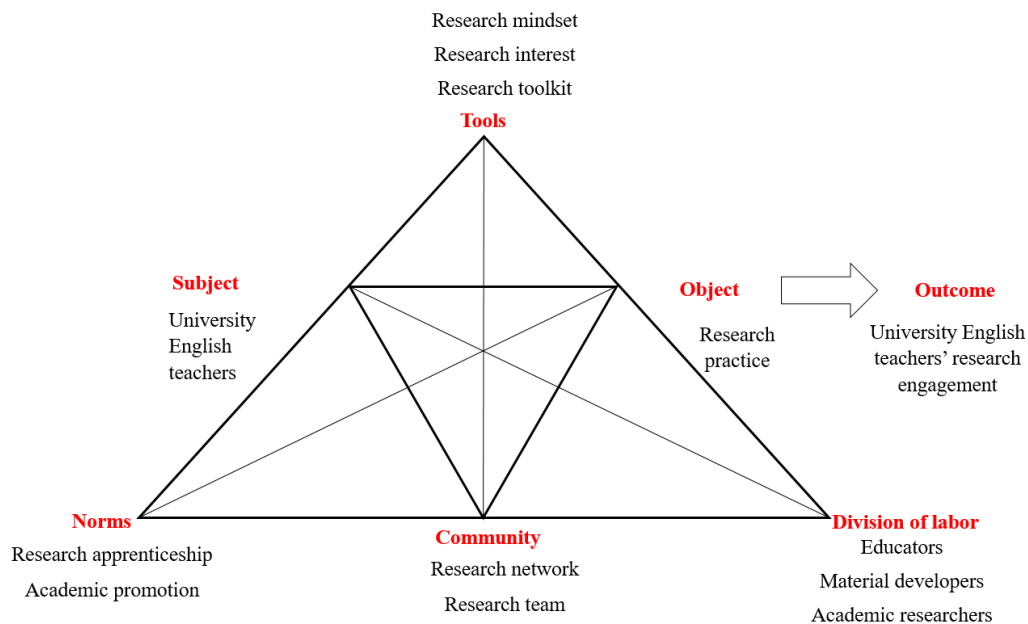 Research mindset
Research interest
Research toolkit
Tools
Subject
University
English
teachers
Object
Research
practice
Outcome
University English
teachers’ research
engagement
Norms
Research apprenticeship
Academic promotion
Community
Research network
Research team
Division of labor
Educators
Material developers
Academic researchers